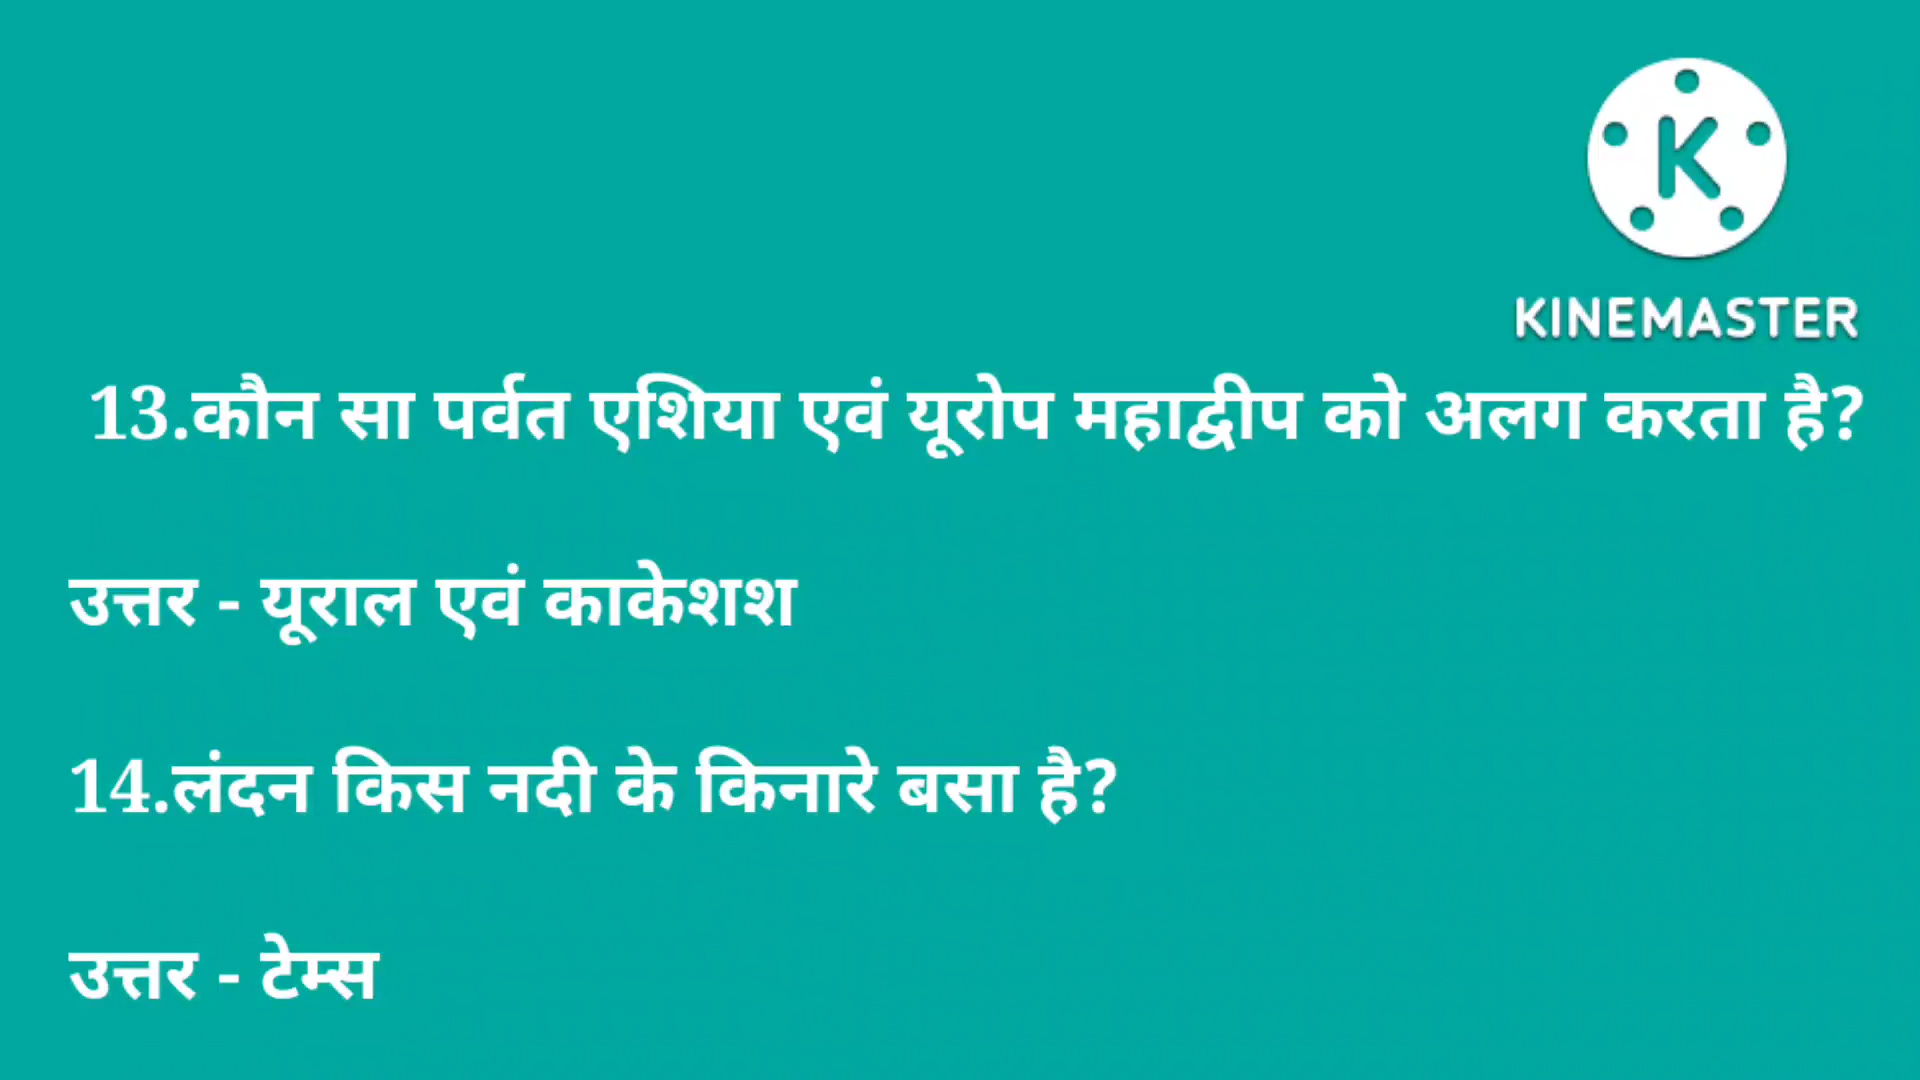 K
KINEMASTER
13.कौन सा पर्वत एशिया एवं यूरोप महाद्वीप को अलग करता है?
उत्तर - यूराल एवं काकेशश
14.लंदन किस नदी के किनारे बसा है?
उत्तर - टेम्स